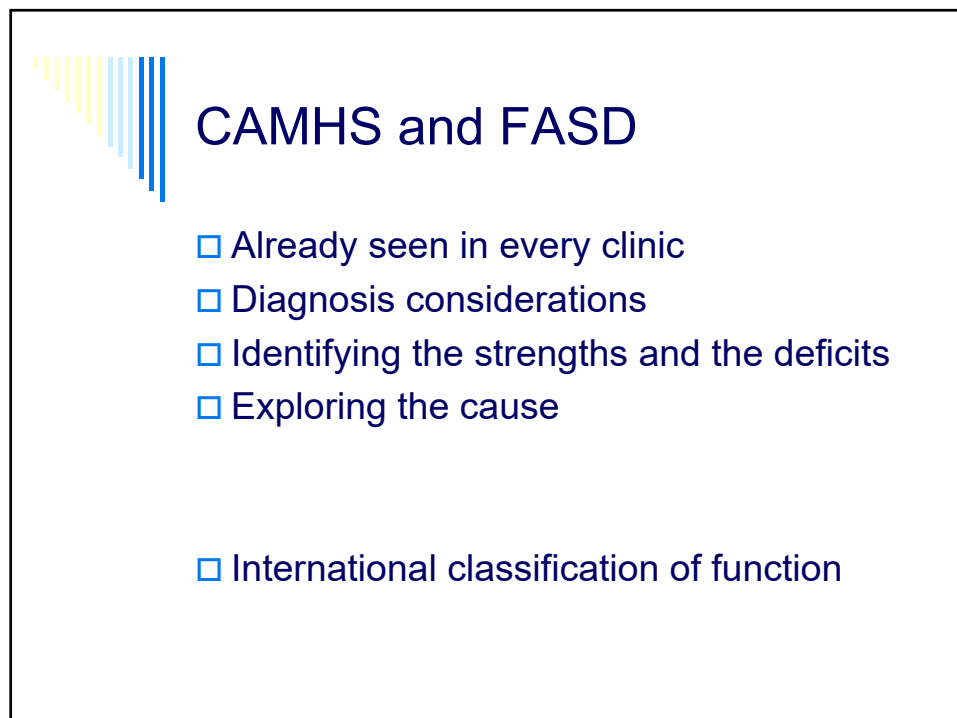 CAMHS and FASD
Already seen in every clinic
Diagnosis considerations
Identifying the strengths and the deficits
Exploring the cause
International classification of function